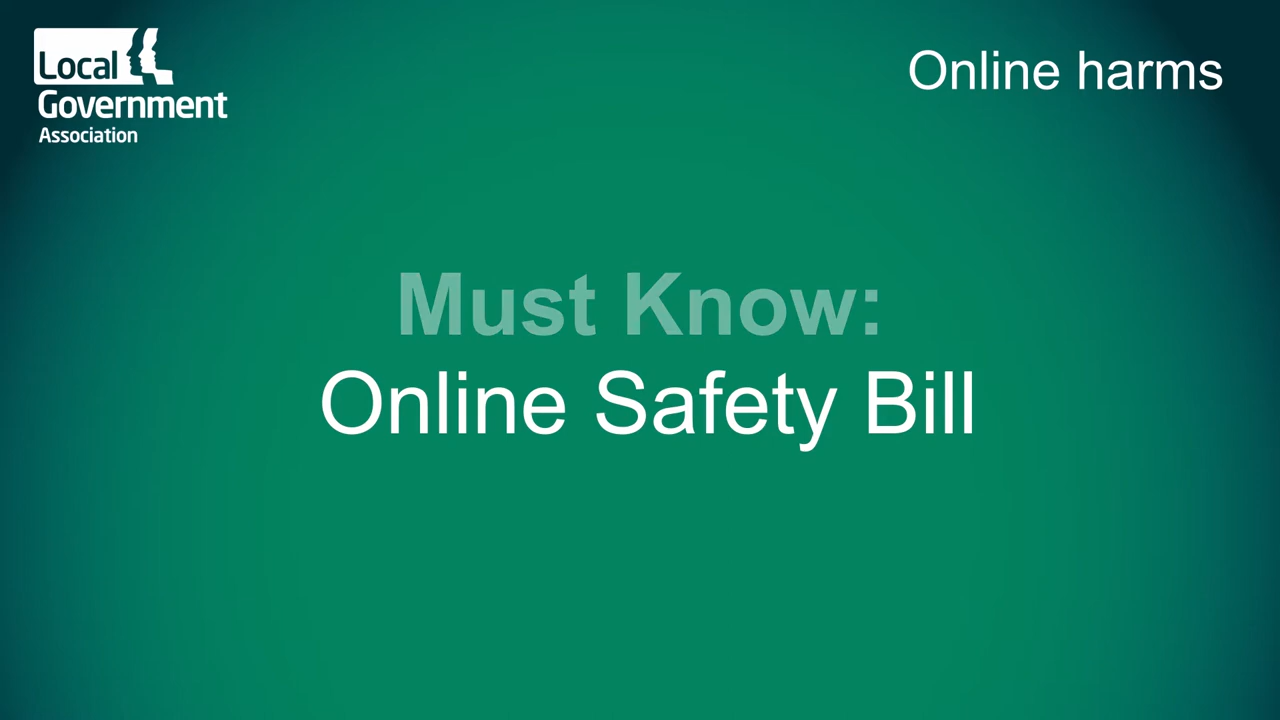 Local
Government
Association
Online harms
Must Know:
Online Safety Bill